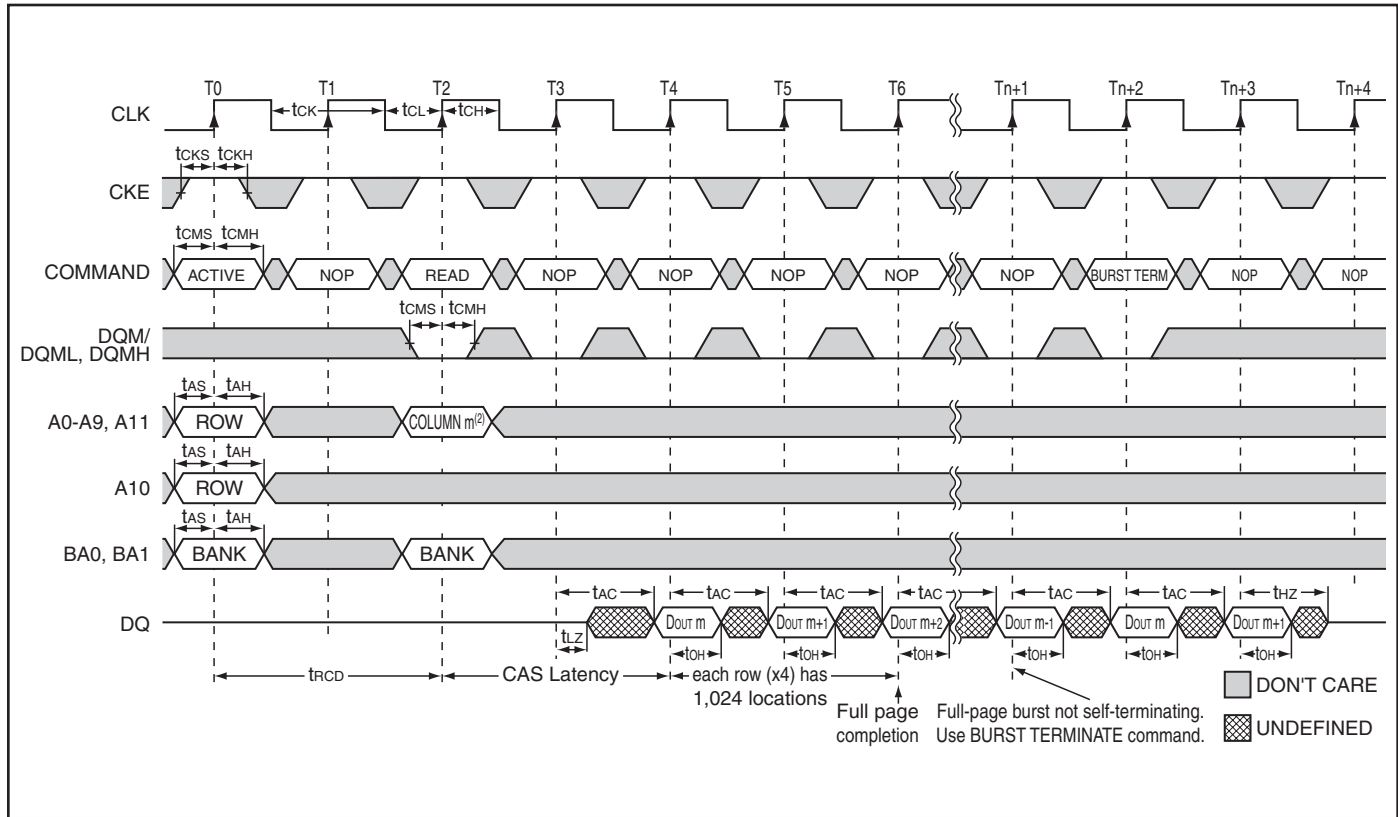 T0 T1 T2 T3 T4 T5 T6 Tn+1 Tn+2 Tn+3 Tn+4
CLK
tCK tCL tCH
tCKS tCKH
CKE
tCMS tCMH
COMMAND ACTIVE NOP READ NOP NOP NOP NOP NOP BURST TERM NOP NOP
tCMS tCMH
DQM/
DQML, DQMH
tAS tAH
A0-A9, A11 ROW COLUMN m(2)
tAS tAH
A10 ROW
tAS tAH
BA0, BA1 BANK BANK
tAC tAC tAC tAC tAC tAC tHZ
DQ DOUT m DOUT m+1 DOUT m+2 DOUT m-1 DOUT m DOUT m+1
tLZ tOH tOH tOH tOH tOH tOH
tRCD CAS Latency each row (x4) has
1,024 locations
Full page
completion
Full-page burst not self-terminating.
Use BURST TERMINATE command.
DON'T CARE
UNDEFINED